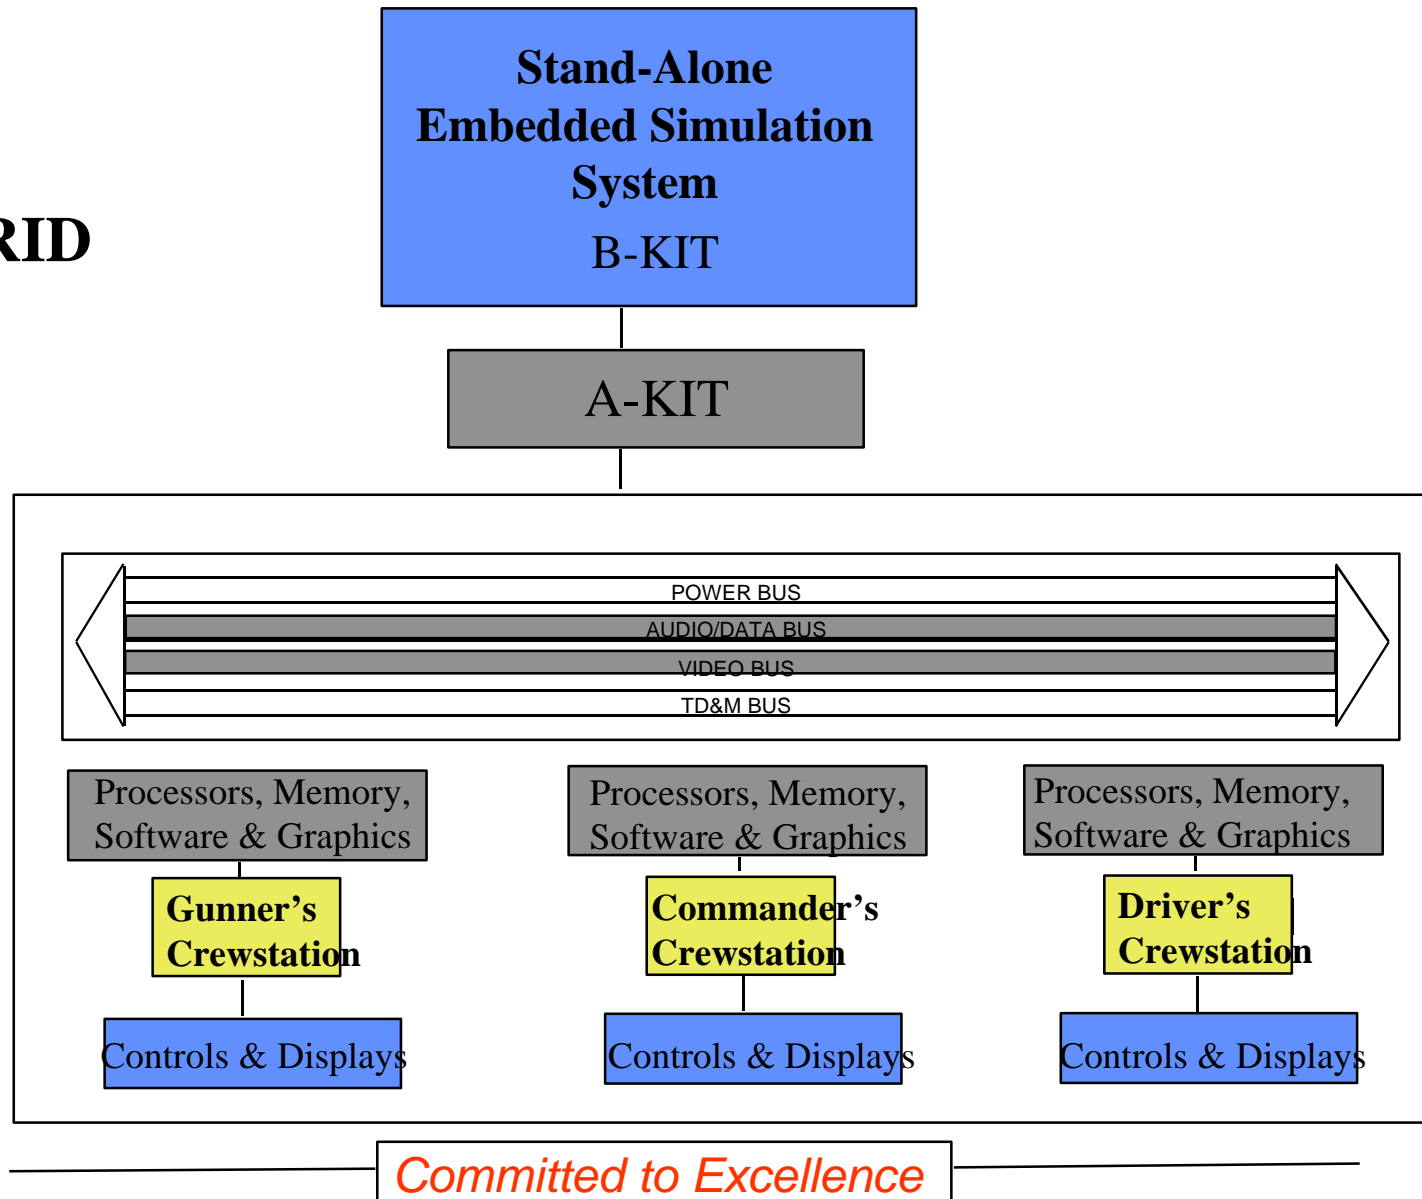 Stand-Alone
Embedded Simulation
System
B-KIT
RID
A-KIT
POWER BUS
AUDIO/DATA BUS
VIDEO BUS
TD&M BUS
Processors, Memory,
Software & Graphics
Processors, Memory,
Software & Graphics
Processors, Memory,
Software & Graphics
Gunner's
Crewstation
Commander's
Crewstation
Driver's
Crewstation
Controls & Displays
Controls & Displays
Controls & Displays
Committed to Excellence